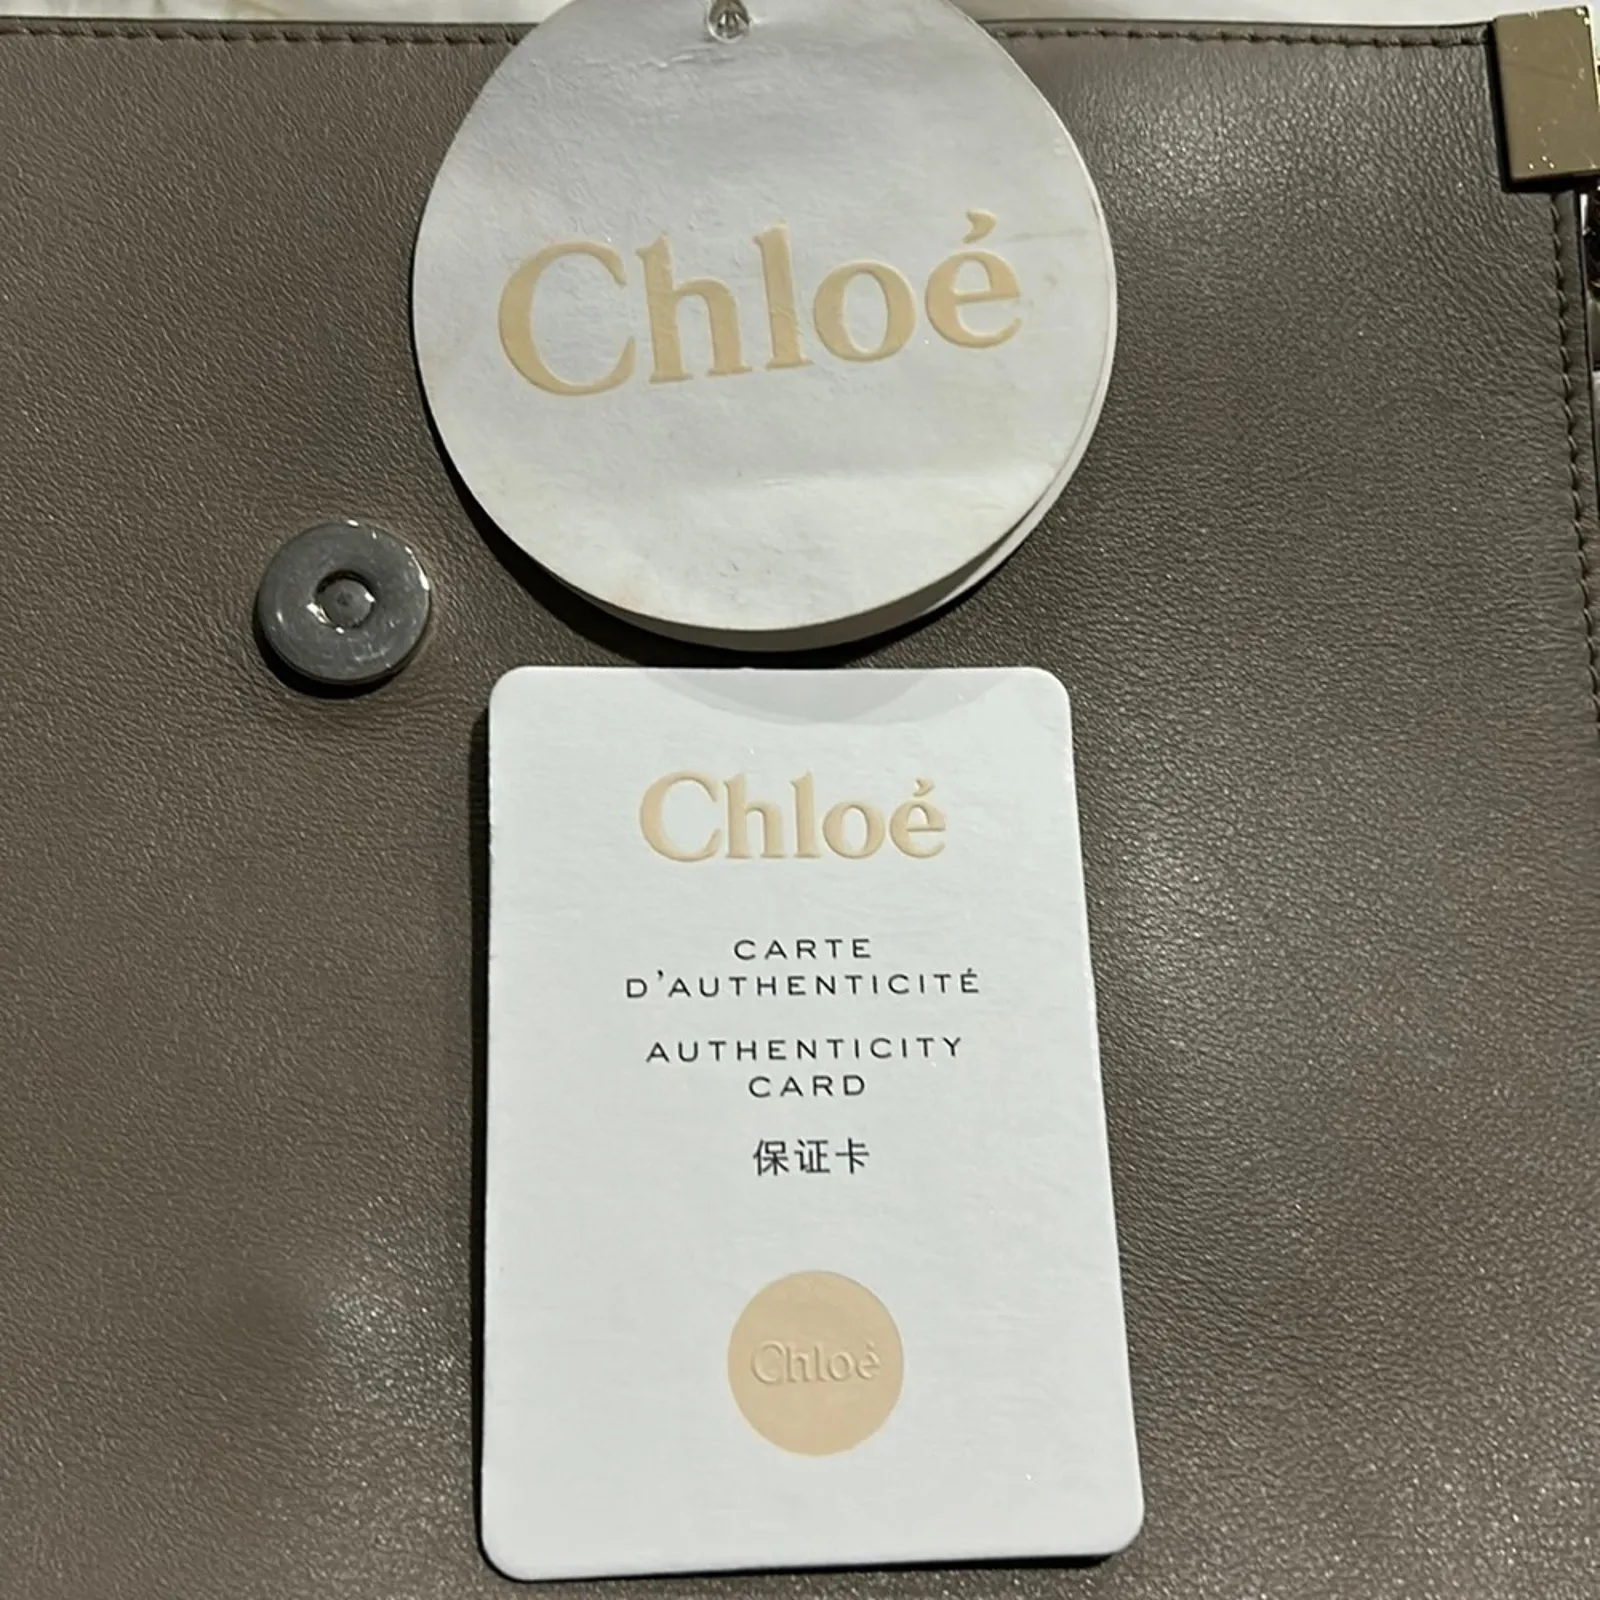 Chloé
Chloé
CARTE
D'AUTHENTICITÉ
AUTHENTICITY
CARD
保证卡
Chloé